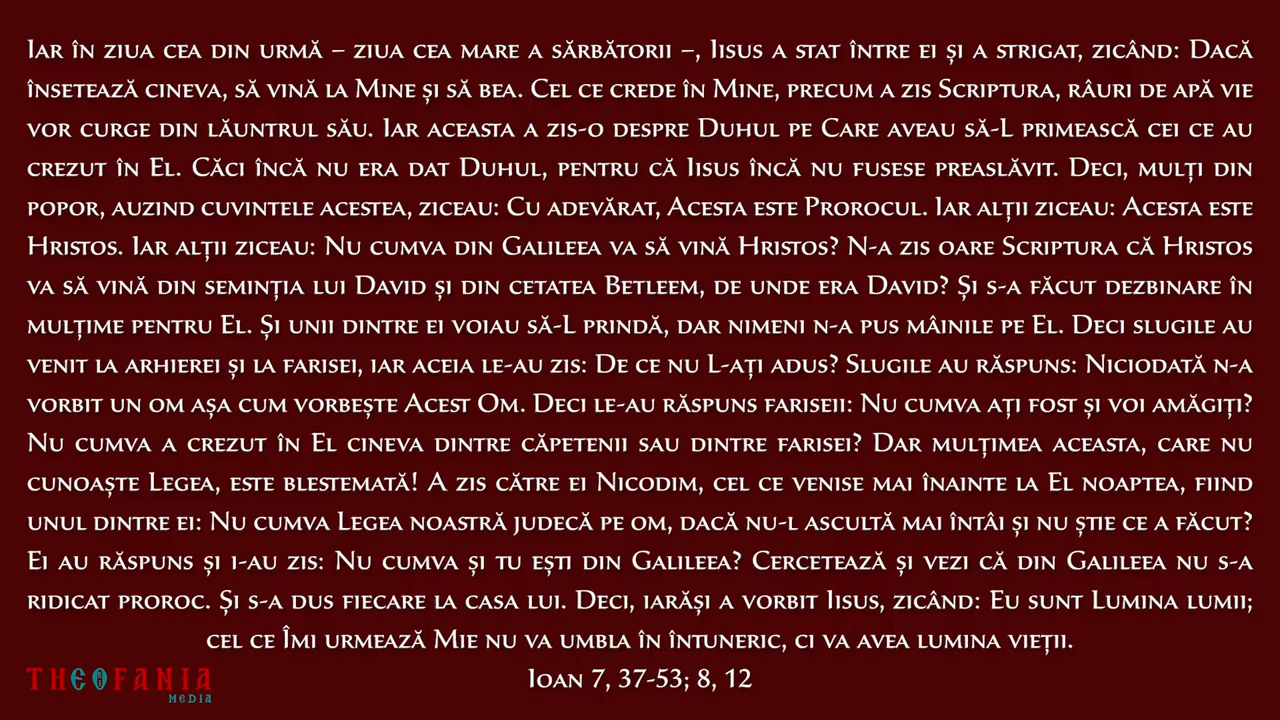 Iar în ziua cea din urmă – ziua cea mare a sărbătorii –, Iisus a stat între ei și a strigat, zicând: Dacă
însetează cineva, să vină la Mine și să bea. Cel ce crede în Mine, precum a zis Scriptura, râuri de apă vie
vor curge din lăuntrul său. Iar aceasta a zis-o despre Duhul pe Care aveau să-L primească cei ce au
crezut în El. Căci încă nu era dat Duhul, pentru că Iisus încă nu fusese preaslăvit. Deci, mulți din
popor, auzind cuvintele acestea, ziceau: Cu adevărat, Acesta este Prorocul. Iar alții ziceau: Acesta este
Hristos. Iar alții ziceau: Nu cumva din Galileea va să vină Hristos? N-a zis oare Scriptura că Hristos
va să vină din seminția lui David și din cetatea Betleem, de unde era David? Și s-a făcut dezbinare în
mulțime pentru El. Și unii dintre ei voiau să-L prindă, dar nimeni n-a pus mâinile pe El. Deci slugile au
venit la arhierei și la farisei, iar aceia le-au zis: De ce nu L-ați adus? Slugile au răspuns: Niciodată n-a
vorbit un om așa cum vorbește Acest Om. Deci le-au răspuns fariseii: Nu cumva ați fost și voi amăgiți?
Nu cumva a crezut în El cineva dintre căpetenii sau dintre farisei? Dar mulțimea aceasta, care nu
cunoaște Legea, este blestemată! A zis către ei Nicodim, cel ce venise mai înainte la El noaptea, fiind
unul dintre ei: Nu cumva Legea noastră judecă pe om, dacă nu-l ascultă mai întâi și nu știe ce a făcut?
Ei au răspuns și i-au zis: Nu cumva și tu ești din Galileea? Cercetează și vezi că din Galileea nu s-a
ridicat proroc. Și s-a dus fiecare la casa lui. Deci, iarăși a vorbit Iisus, zicând: Eu sunt Lumina lumii;
cel ce Îmi urmează Mie nu va umbla în întuneric, ci va avea lumina vieții.
Ioan 7, 37-53; 8, 12
THEOFANIA
MEDIA